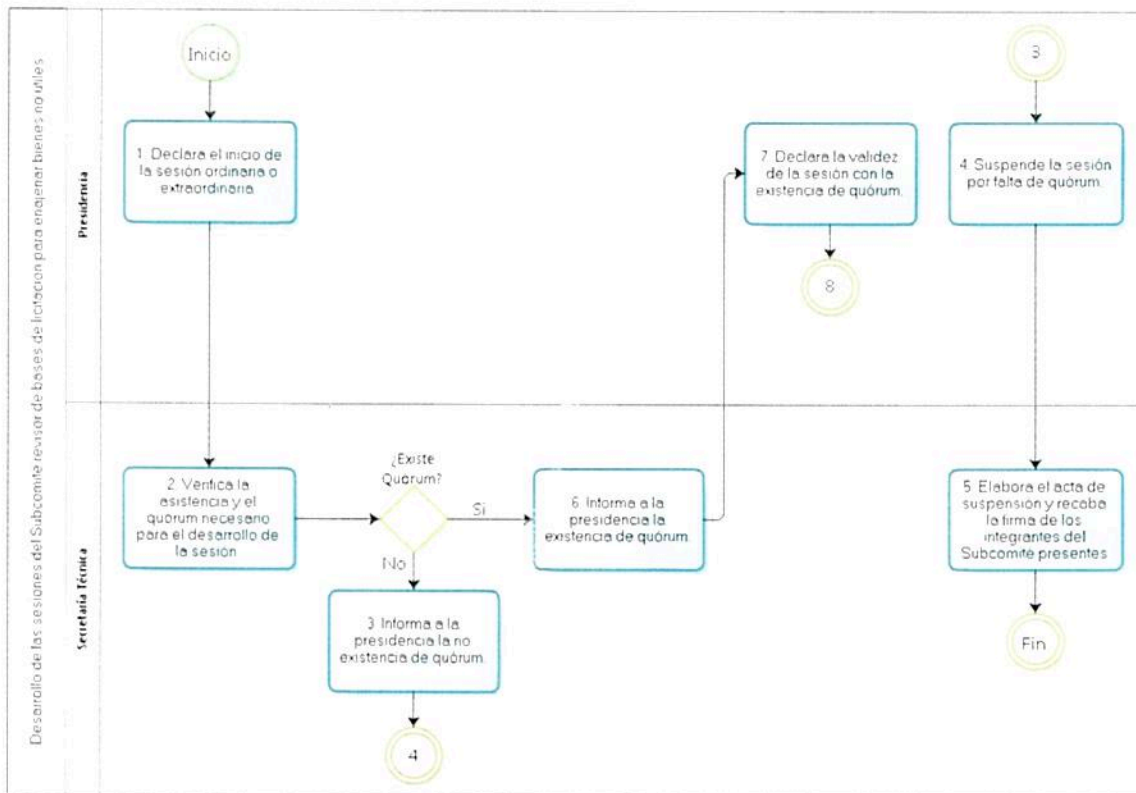 Desarrollo de las sesiones del Subcomité revisor de bases de licitación para enajenar bienes no útiles
Presidencia
Inicio
1. Declara el inicio de
la sesión ordinaria o
extraordinaria.
7. Declara la validez
de la sesión con la
existencia de quórum.
8
3
4. Suspende la sesión
por falta de quórum.
Secretaría Técnica
2. Verifica la
asistencia y el
quórum necesario
para el desarrollo de
la sesión
¿Existe
Quórum?
Si
No
6. Informa a la
presidencia la
existencia de quórum.
3. Informa a la
presidencia la no
existencia de quórum.
4
5. Elabora el acta de
suspensión y recaba
la firma de los
integrantes del
Subcomité presentes
Fin